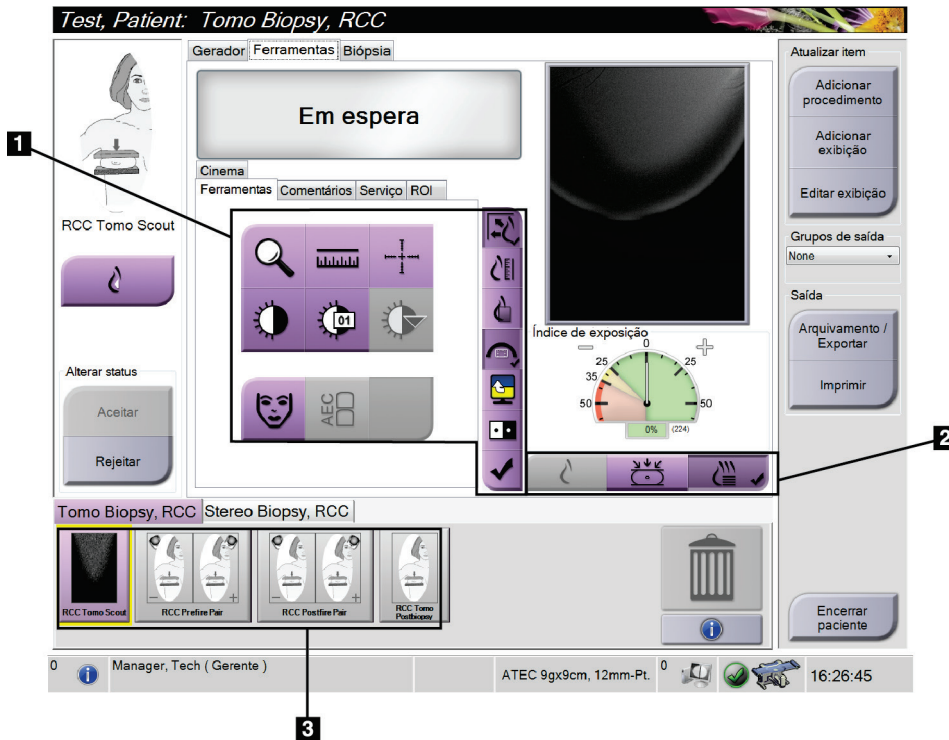 Test, Patient: Tomo Biopsy, RCC
Gerador Ferramentas Biópsia
Em espera
Cinema
Ferramentas Comentários Serviço ROI
01
AEC
1
RCC Tomo Scout
Alterar status
Aceitar
Rejeitar
Índice de exposição
0
25 25
35
50 50
0% (224)
2
Atualizar item
Adicionar
procedimento
Adicionar
exibição
Editar exibição
Grupos de saída
None
Saída
Arquivamento /
Exportar
Imprimir
Encerrar
paciente
Tomo Biopsy, RCC Stereo Biopsy, RCC
RCC Tomo Scout
RCC Prefire Pair
RCC Postfire Pair
RCC Tomo
Postbiopsy
0 Manager, Tech ( Gerente ) ATEC 9gx9cm, 12mm-Pt. 0 16:26:45
3